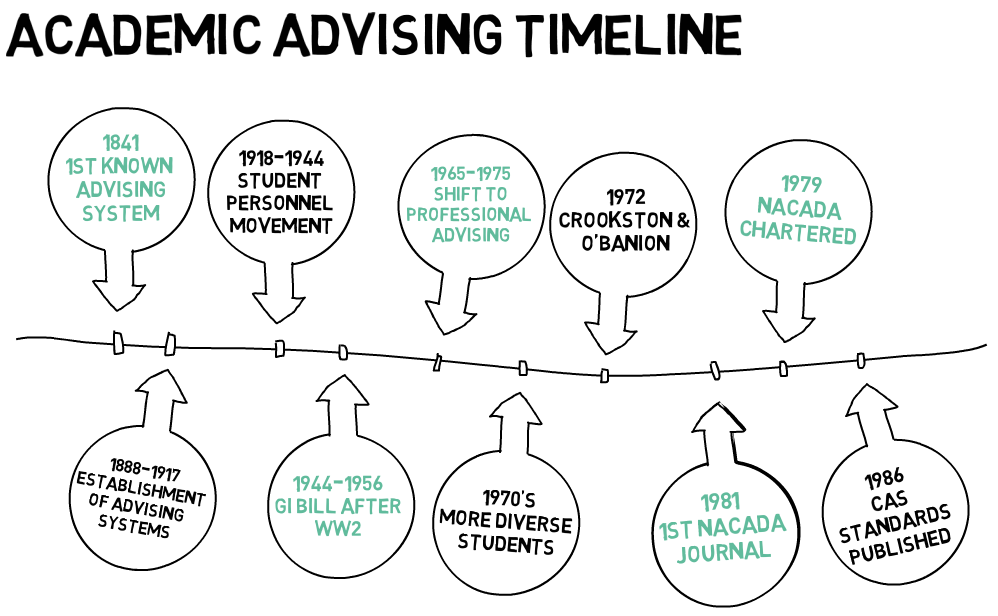 ACADEMIC ADVISING TIMELINE
1841
1ST KNOWN
ADVISING
SYSTEM
1918-1944
STUDENT
PERSONNEL
MOVEMENT
1965-1975
SHIFT TO
PROFESSIONAL
ADVISING
1972
CROOKSTON &
O'BANION
1979
NACADA
CHARTERED
1888-1917
ESTABLISHMENT
OF ADVISING
SYSTEMS
1944-1956
GI BILL AFTER
WW2
1970'S
MORE DIVERSE
STUDENTS
1981
1ST NACADA
JOURNAL
1986
CAS
STANDARDS
PUBLISHED